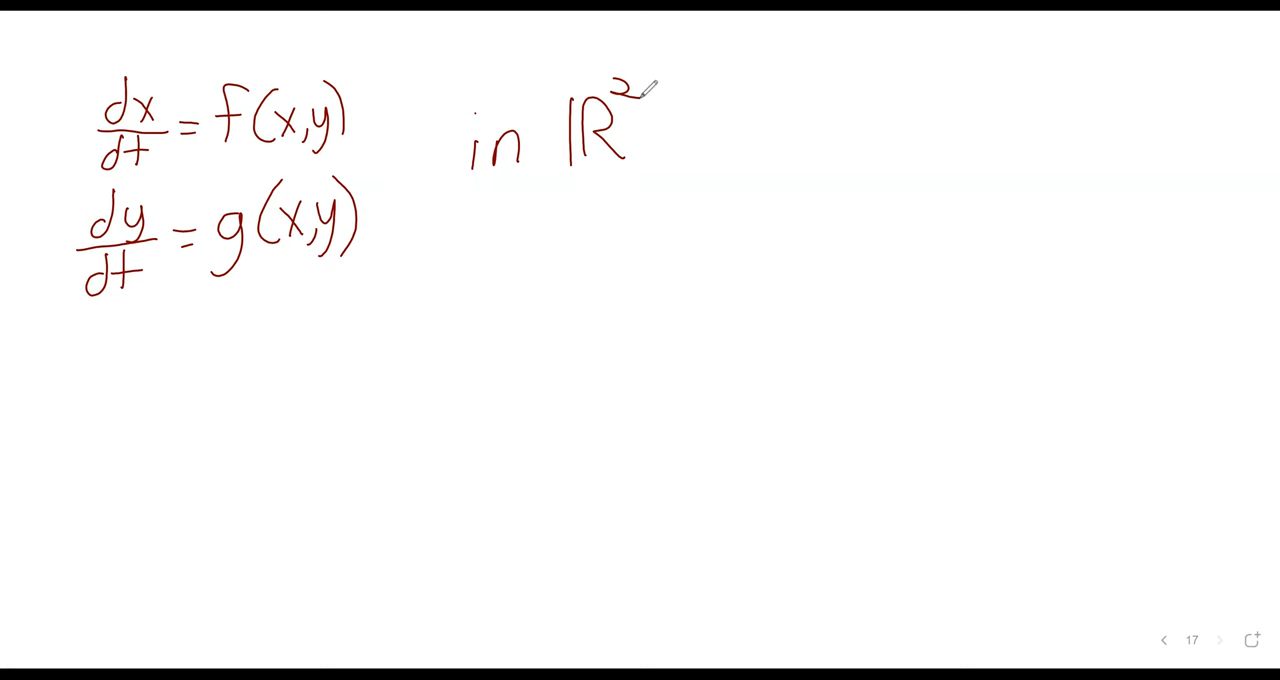 dx/dt = f(x,y) in ℝ²
dy/dt = g(x,y)
17